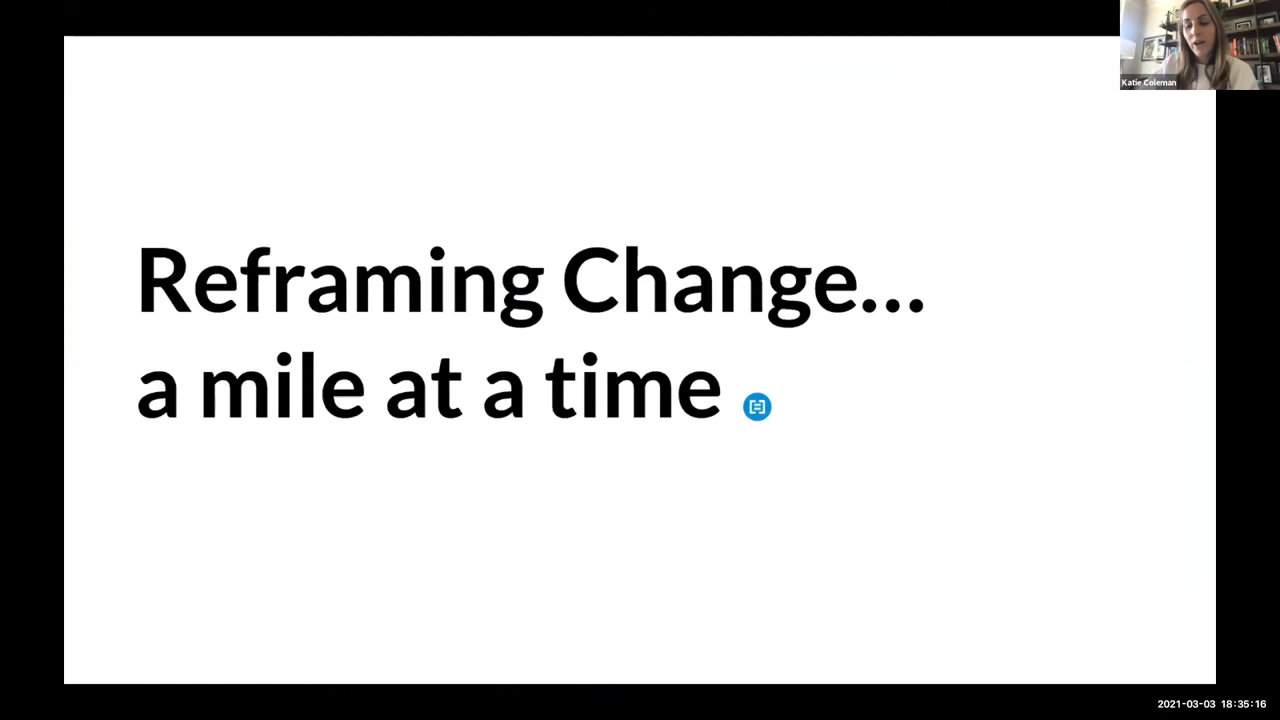 Katie Coleman
Reframing Change...
a mile at a time
2021-03-03 18:35:16